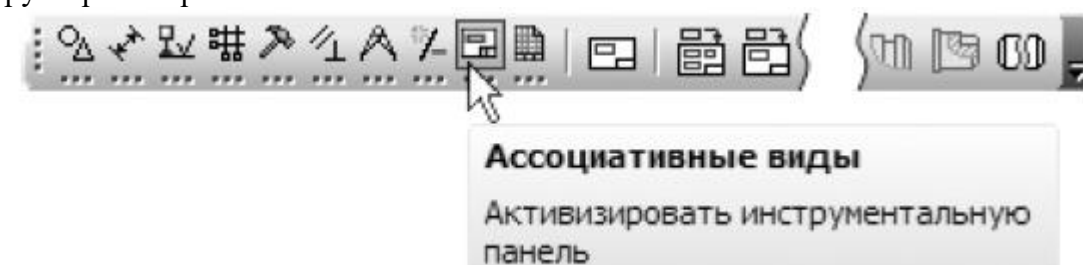 Ассоциативные виды
Активизировать инструментальную
панель